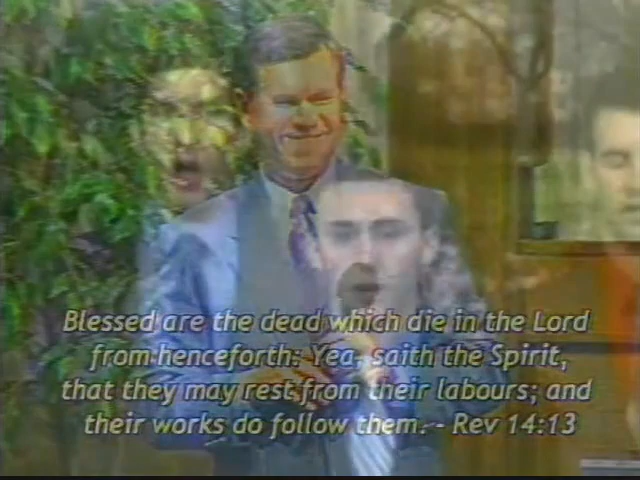 Blessed are the dead which die in the Lord
from henceforth: Yea, saith the Spirit,
that they may rest from their labours; and
their works do follow them. - Rev 14:13